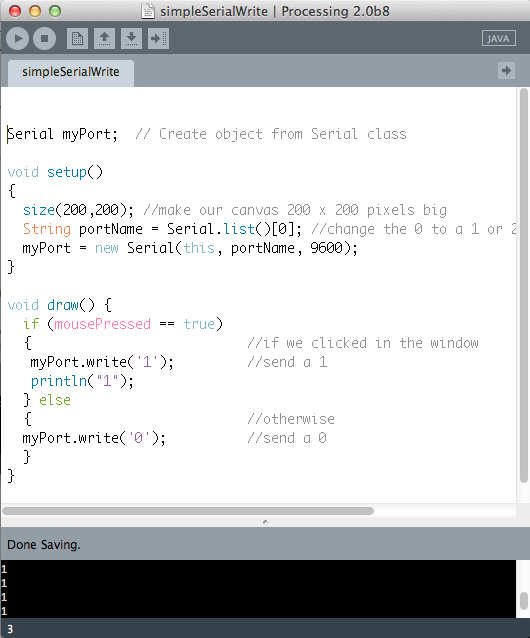 simpleSerialWrite | Processing 2.0b8
JAVA
simpleSerialWrite
Serial myPort;  // Create object from Serial class
void setup()
{
size(200,200); //make our canvas 200 x 200 pixels big
String portName = Serial.list()[0]; //change the 0 to a 1 or 2
myPort = new Serial(this, portName, 9600);
}
void draw() {
if (mousePressed == true)
{ //if we clicked in the window
myPort.write('1'); //send a 1
println("1");
} else
{ //otherwise
myPort.write('0'); //send a 0
}
}
Done Saving.
1
1
1
1
3